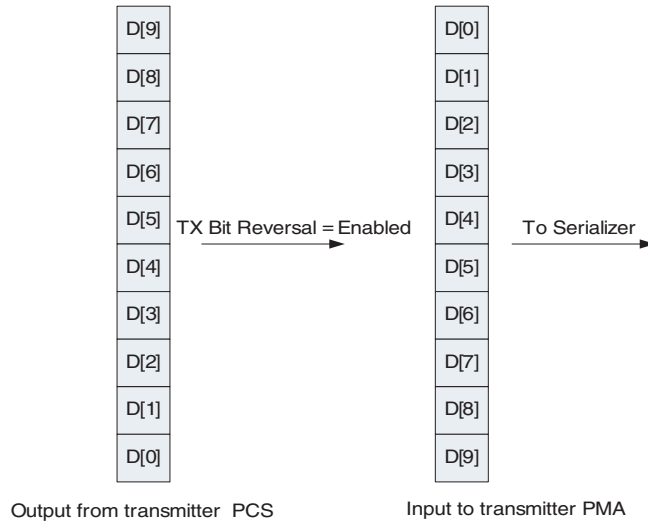 D[9]
D[8]
D[7]
D[6]
D[5]
D[4]
D[3]
D[2]
D[1]
D[0]
Output from transmitter PCS
TX Bit Reversal = Enabled
D[0]
D[1]
D[2]
D[3]
D[4]
D[5]
D[6]
D[7]
D[8]
D[9]
Input to transmitter PMA
To Serializer